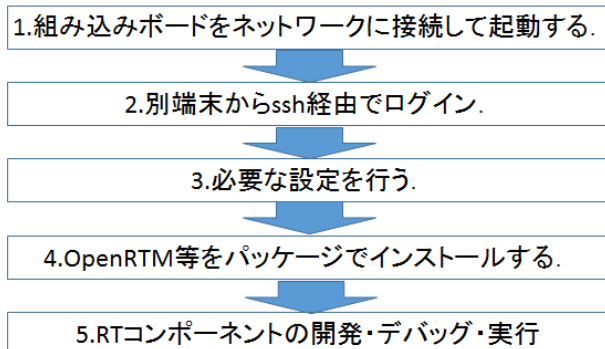 1.組み込みボードをネットワークに接続して起動する.
2.別端末からssh経由でログイン.
3.必要な設定を行う.
4.OpenRTM等をパッケージでインストールする.
5.RTコンポーネントの開発・デバッグ・実行